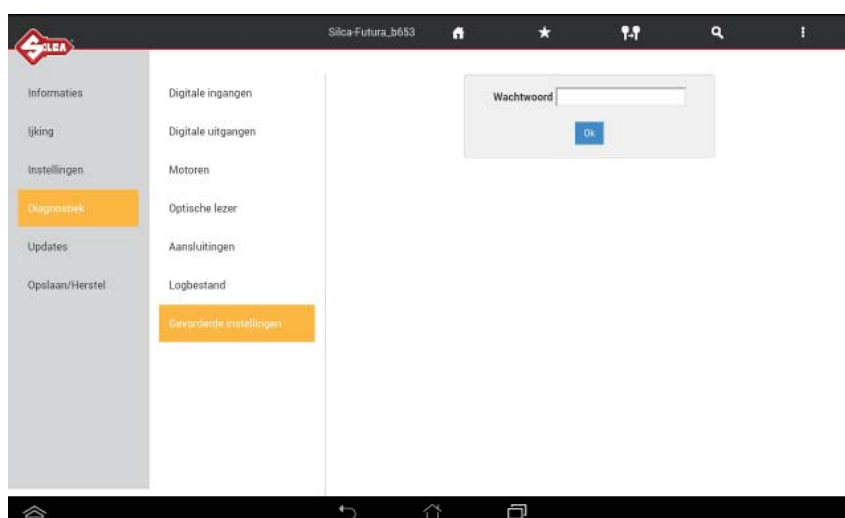 SILCA
Silca-Futura_b653
Informaties
Ijking
Instellingen
Diagnostiek
Updates
Opslaan/Herstel
Digitale ingangen
Digitale uitgangen
Motoren
Optische lezer
Aansluitingen
Logbestand
Gevorderde instellingen
Wachtwoord
Ok